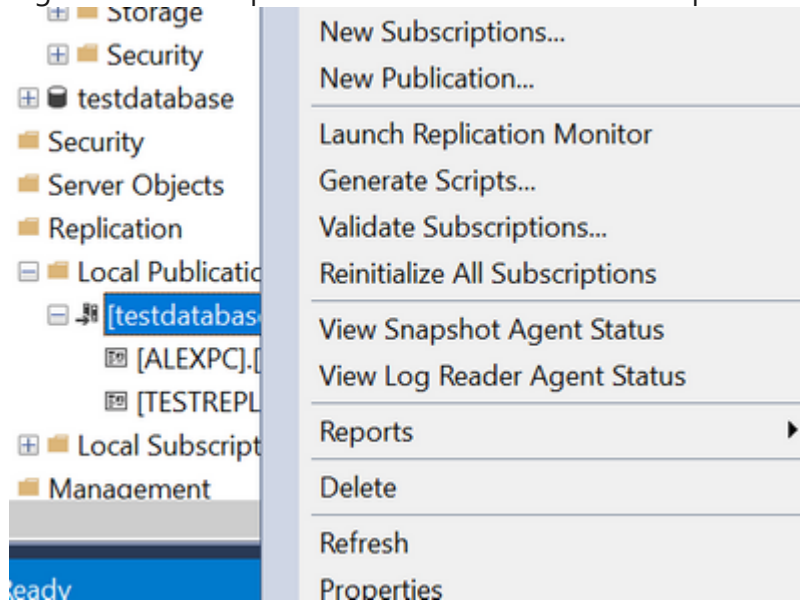 Storage
Security
testdatabase
Security
Server Objects
Replication
Local Publicatio
[testdatabas
[ALEXPC].[
[TESTREPL
Local Subscript
Management
Ready
New Subscriptions...
New Publication...
Launch Replication Monitor
Generate Scripts...
Validate Subscriptions...
Reinitialize All Subscriptions
View Snapshot Agent Status
View Log Reader Agent Status
Reports
Delete
Refresh
Properties